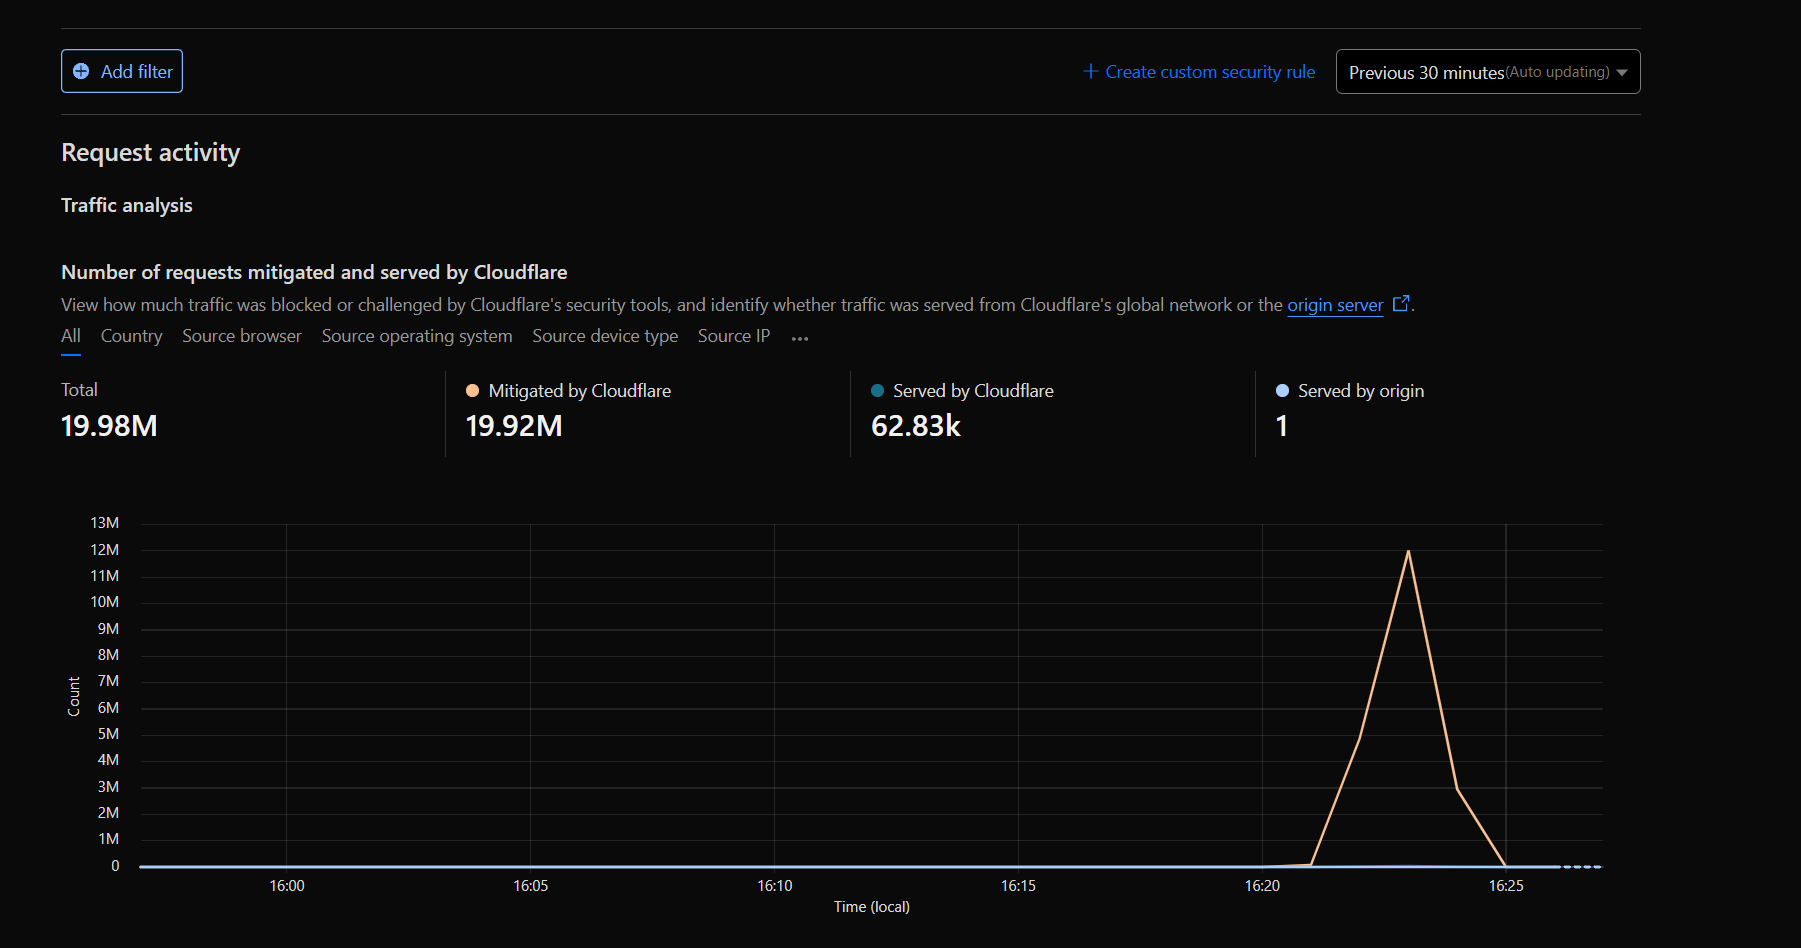 Add filter
Create custom security rule
Previous 30 minutes(Auto updating)
Request activity
Traffic analysis
Number of requests mitigated and served by Cloudflare
View how much traffic was blocked or challenged by Cloudflare's security tools, and identify whether traffic was served from Cloudflare's global network or the origin server.
All Country Source browser Source operating system Source device type Source IP ...
Total
19.98M
Mitigated by Cloudflare
19.92M
Served by Cloudflare
62.83k
Served by origin
1
13M
12M
11M
10M
9M
8M
7M
6M
5M
4M
3M
2M
1M
0
Count
16:00 16:05 16:10 16:15 16:20 16:25
Time (local)